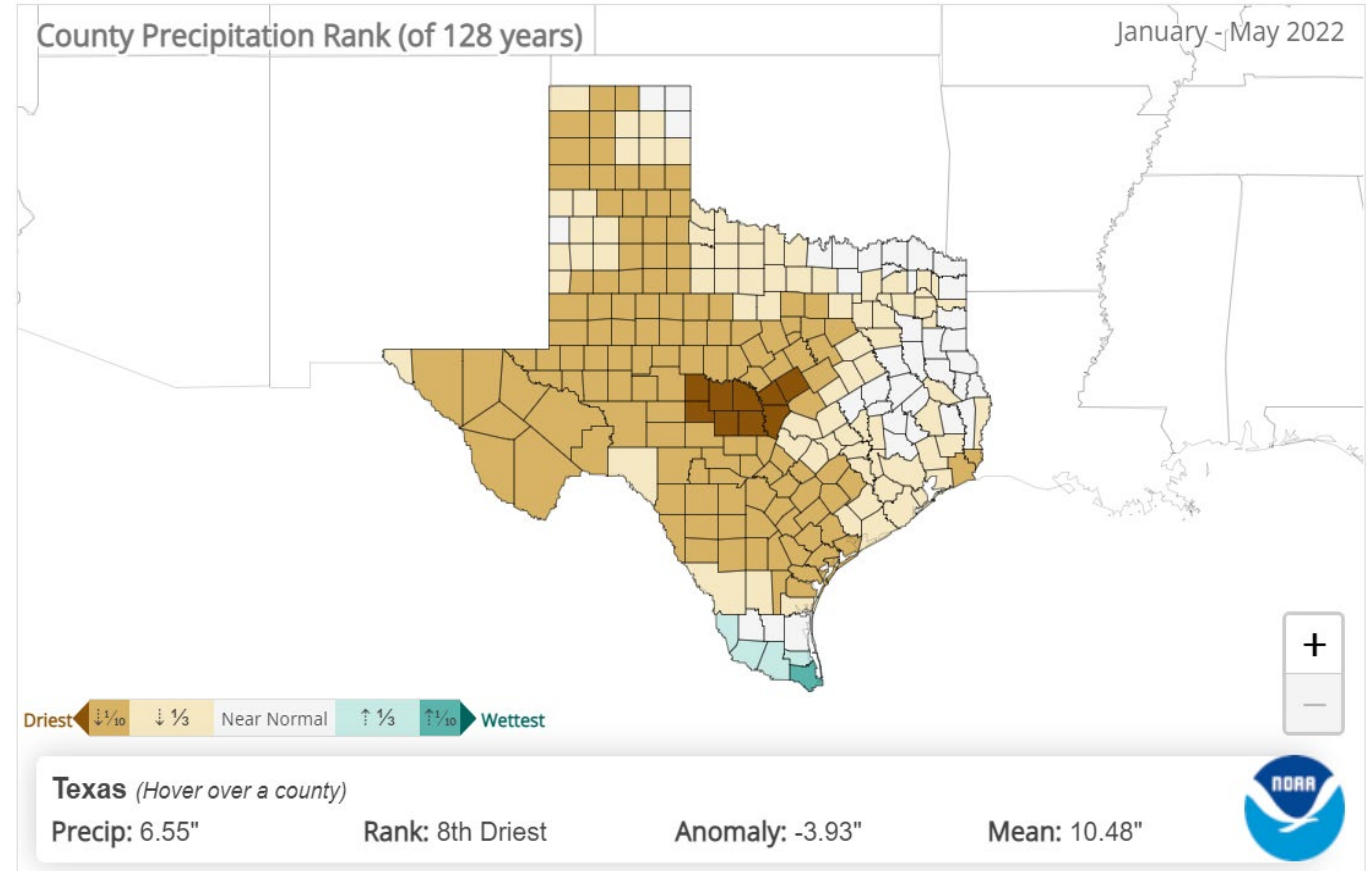 County Precipitation Rank (of 128 years)
January - May 2022
+
−
Driest ↓⅒ ↓⅓ Near Normal ↑⅓ ↑⅒ Wettest
Texas (Hover over a county)
Precip: 6.55" Rank: 8th Driest Anomaly: -3.93" Mean: 10.48"
NOAA